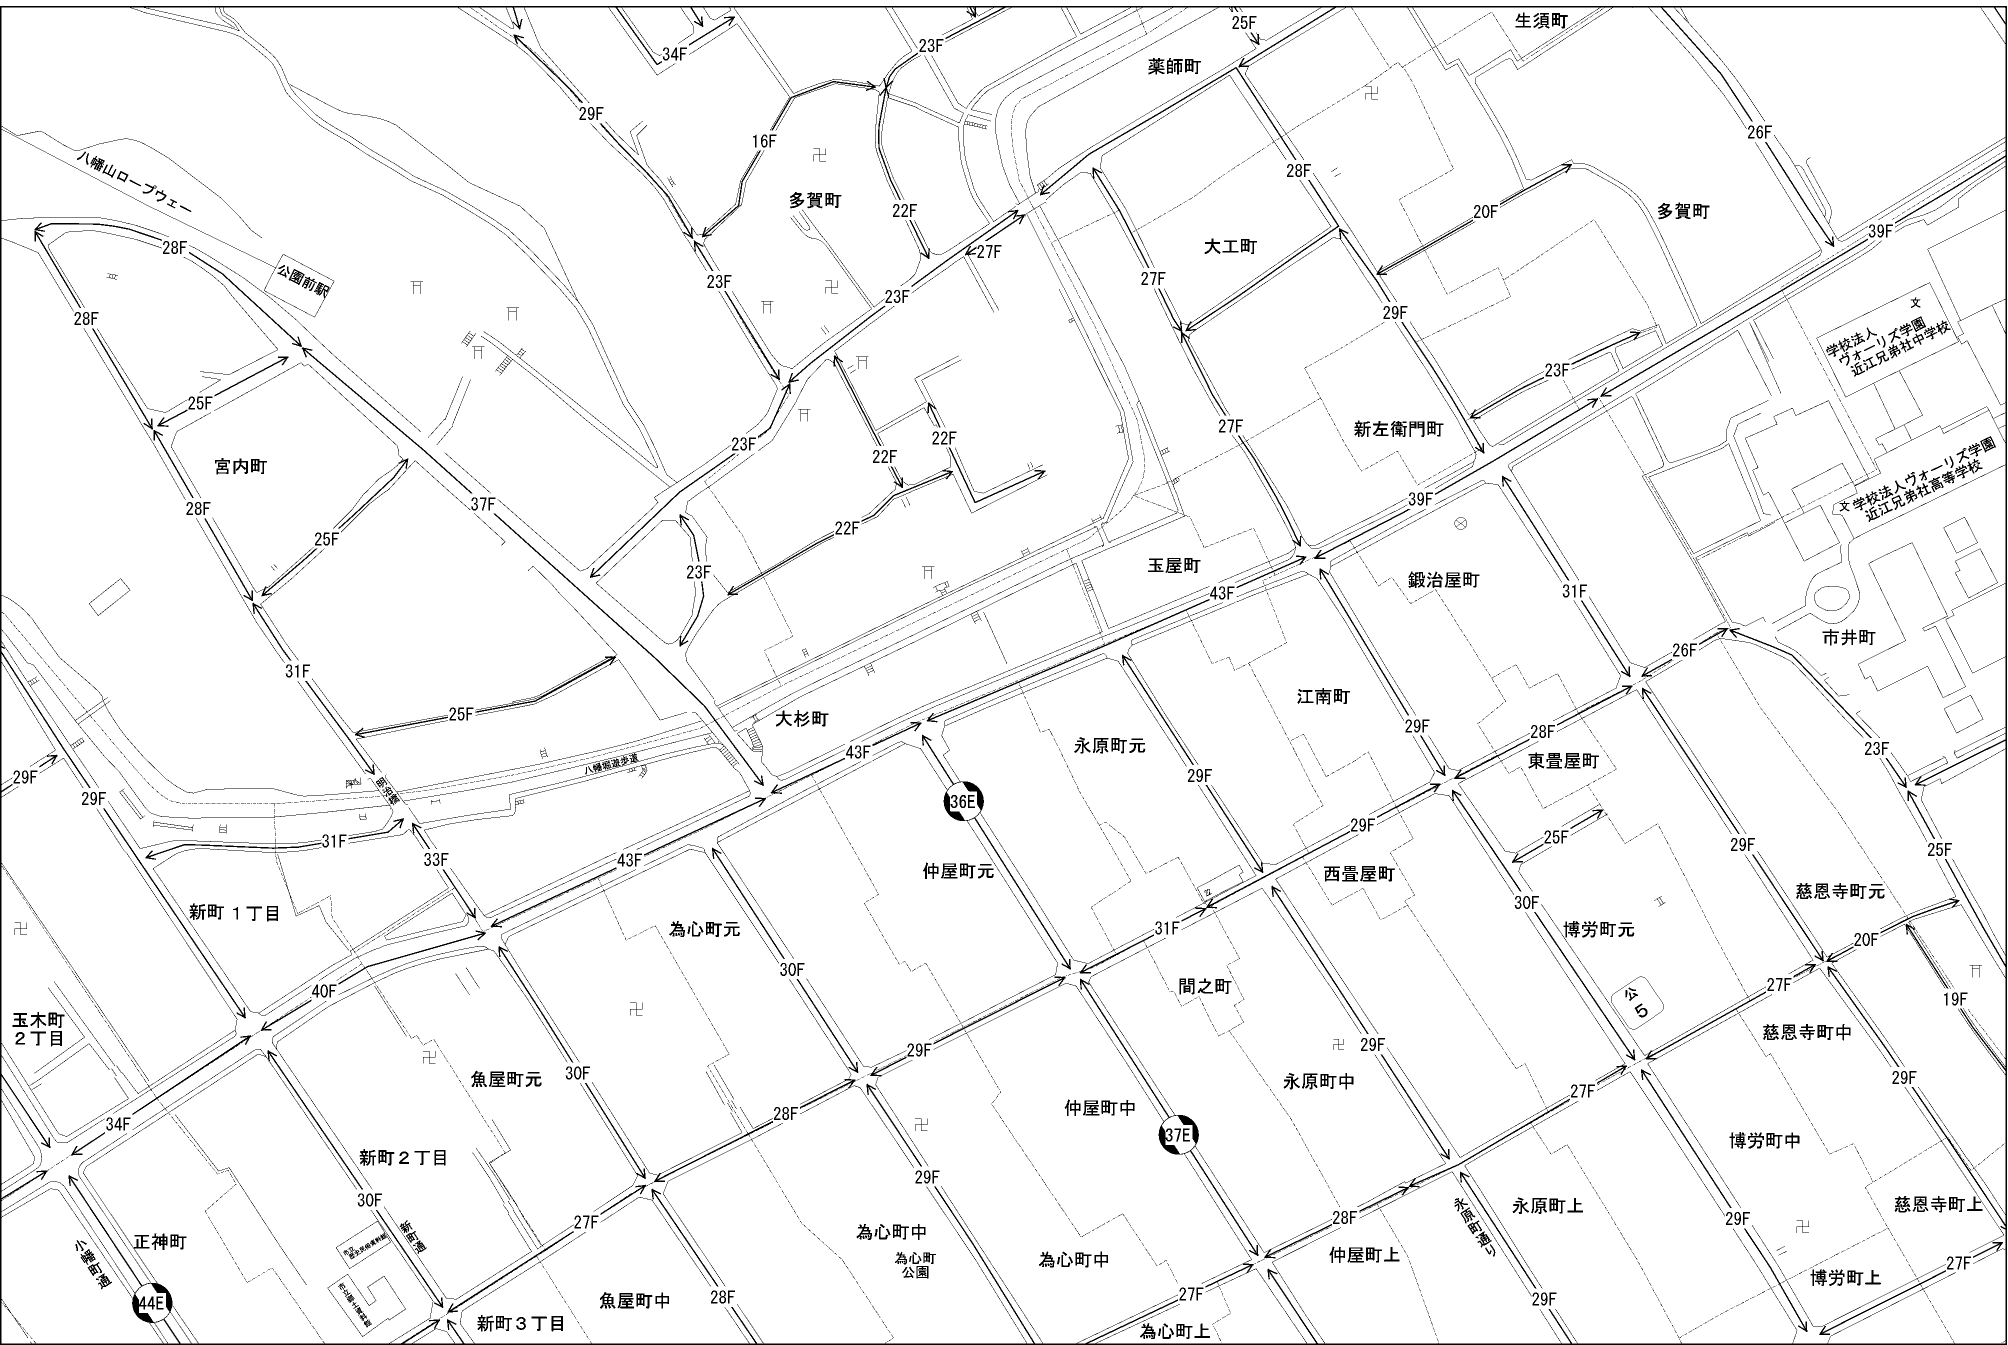 生須町
25F
34F
23F
薬師町
29F
26F
16F
28F
八幡山ロープウェー
多賀町
20F
多賀町
22F
39F
28F
大工町
27F
公園前駅
23F
27F
23F
文
28F
29F
学校法人
ヴォーリズ学園
近江兄弟社中学校
23F
25F
27F
22F
新左衛門町
23F
22F
宮内町
37F
39F
文 学校法人ヴォーリズ学園
近江兄弟社高等学校
28F
22F
25F
玉屋町
23F
鍛治屋町
43F
31F
市井町
31F
26F
江南町
25F
大杉町
29F
28F
永原町元
23F
43F
東畳屋町
八幡堀遊歩道
29F
29F
29F
明治橋
36E
29F
31F
25F
29F
33F
43F
25F
仲屋町元
西畳屋町
慈恩寺町元
30F
新町1丁目
為心町元
31F
博労町元
20F
30F
間之町
27F
40F
公
5
19F
玉木町
2丁目
慈恩寺町中
29F
29F
30F
魚屋町元
永原町中
29F
27F
28F
仲屋町中
34F
37E
博労町中
新町2丁目
29F
30F
永原町上
慈恩寺町上
28F
29F
27F
新町通
永原町通り
正神町
為心町中
仲屋町上
小幡町通
為心町
公園
為心町中
27F
博労町上
市立郷土資料館
27F
28F
29F
44E
魚屋町中
新町3丁目
為心町上